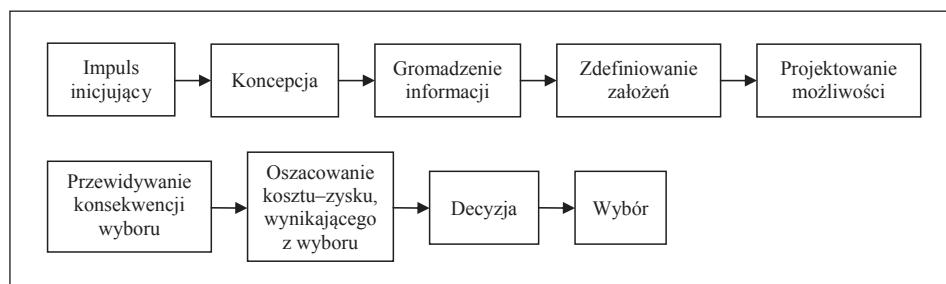 Impuls
inicjujący
Koncepcja
Gromadzenie
informacji
Zdefiniowanie
założeń
Projektowanie
możliwości
Przewidywanie
konsekwencji
wyboru
Oszacowanie
kosztu–zysku,
wynikającego
z wyboru
Decyzja
Wybór